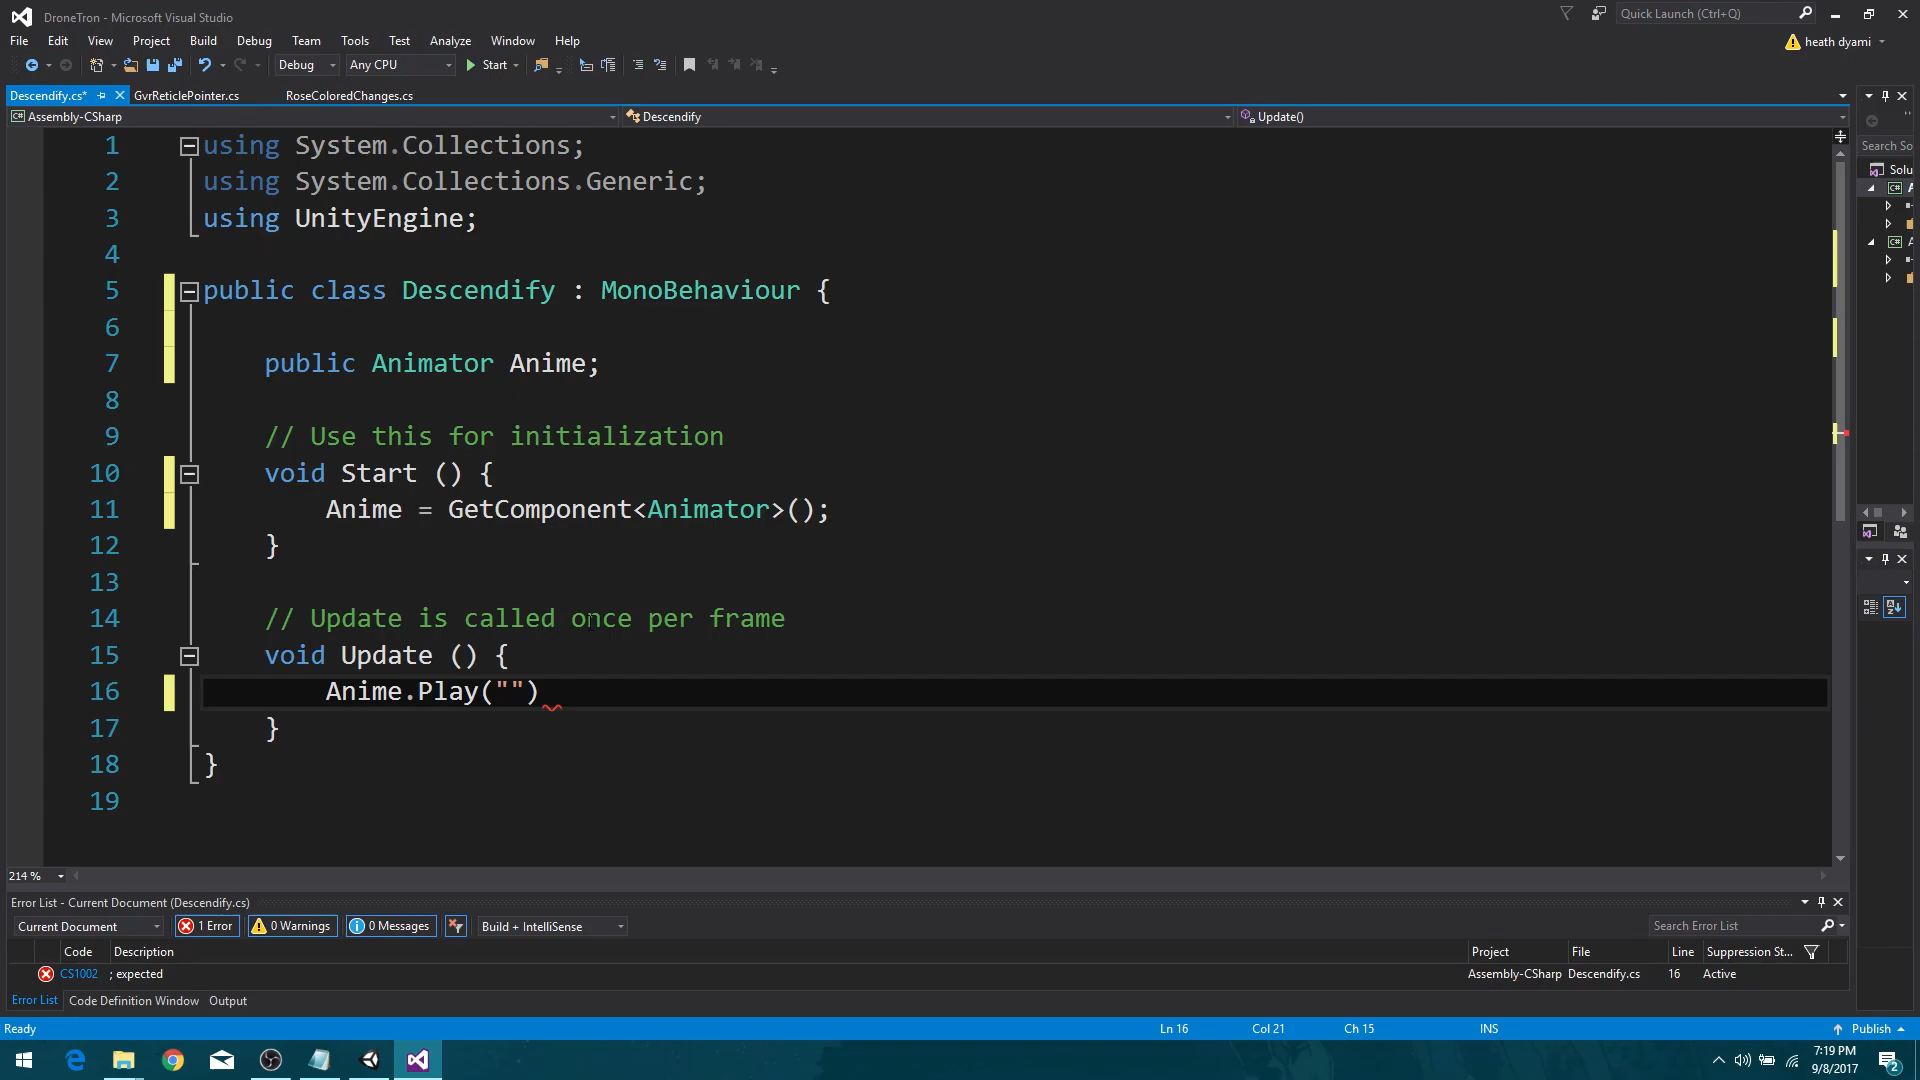 DroneTron - Microsoft Visual Studio
Quick Launch (Ctrl+Q)
File Edit View Project Build Debug Team Tools Test Analyze Window Help
heath dyami
Debug Any CPU Start
Descendify.cs* GvrReticlePointer.cs RoseColoredChanges.cs
Assembly-CSharp Descendify Update()
1 using System.Collections;
2 using System.Collections.Generic;
3 using UnityEngine;
4
5 public class Descendify : MonoBehaviour {
6
7 public Animator Anime;
8
9 // Use this for initialization
10 void Start () {
11 Anime = GetComponent<Animator>();
12 }
13
14 // Update is called once per frame
15 void Update () {
16 Anime.Play("")
17 }
18 }
19
Search So
Solu
214 %
Error List - Current Document (Descendify.cs)
Current Document 1 Error 0 Warnings 0 Messages Build + IntelliSense Search Error List
Code Description Project File Line Suppression St...
CS1002 ; expected Assembly-CSharp Descendify.cs 16 Active
Error List Code Definition Window Output
Ready Ln 16 Col 21 Ch 15 INS Publish
7:19 PM
9/8/2017
2